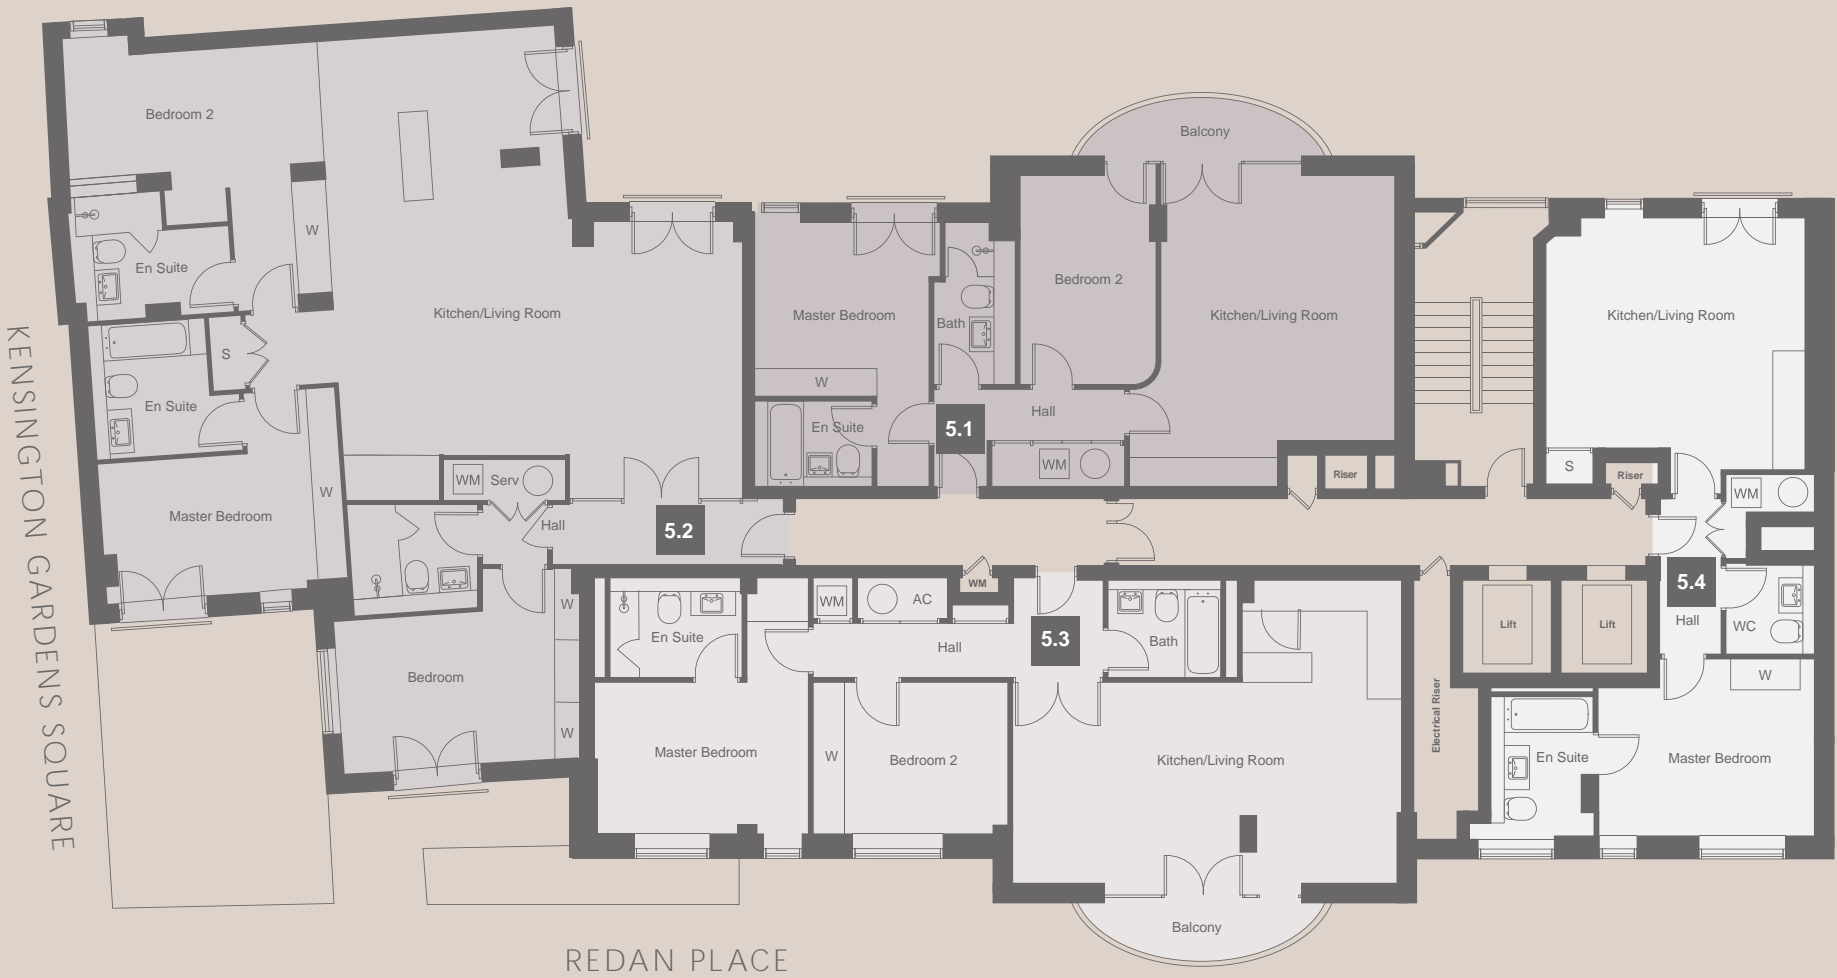 Bedroom 2
En Suite
W
Kitchen/Living Room
S
En Suite
Master Bedroom
W
WM
Serv
Hall
5.2
Bedroom
W
W
KENSINGTON GARDENS SQUARE
Master Bedroom
W
En Suite
Bath
5.1
Hall
WM
Bedroom 2
Kitchen/Living Room
Balcony
Riser
En Suite
Master Bedroom
WM
AC
WM
Hall
5.3
Bath
W
Bedroom 2
Kitchen/Living Room
Balcony
Electrical Riser
Lift
Lift
Kitchen/Living Room
S
Riser
WM
5.4
Hall
WC
W
En Suite
Master Bedroom
REDAN PLACE